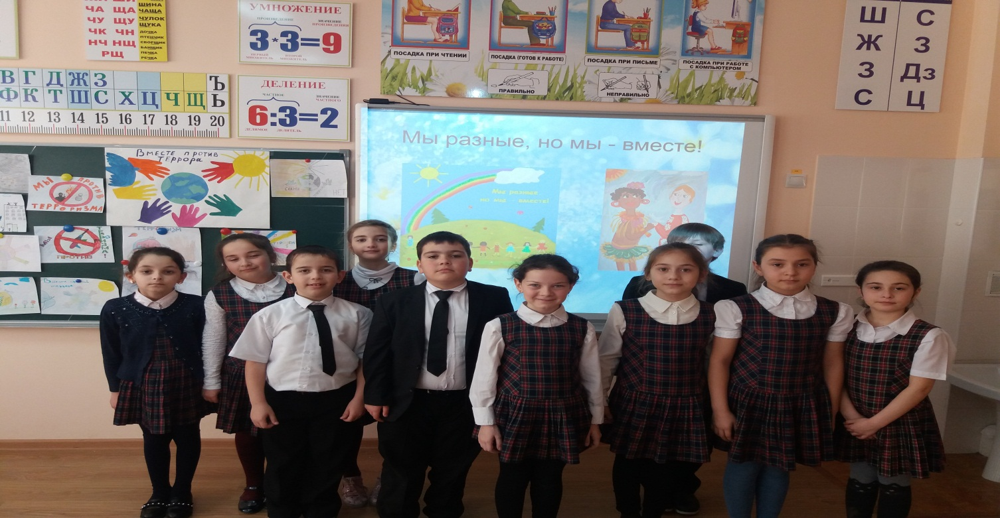 ЧА ЩА
ЧУ ЩУ
ЧК ЧН
НЧ НЩ
РЩ
ШИНА
ЧАЩА
ЧУЛОК
ЩУКА
ДОЧКА
ПТЕНЧИК
СБОРЩИК
БАНЩИК
ПЕЧКА
РЕЧКА
УМНОЖЕНИЕ
ПРОИЗВЕДЕНИЕ
ЗНАЧЕНИЕ
ПРОИЗВЕДЕНИЯ
3*3=9
ПЕРВЫЙ МНОЖИТЕЛЬ
ВТОРОЙ МНОЖИТЕЛЬ
ДЕЛЕНИЕ
ЧАСТНОЕ
ЗНАЧЕНИЕ
ЧАСТНОГО
6:3=2
ДЕЛИМОЕ ДЕЛИТЕЛЬ
В Г Д Ж З Ъ
Ф К Т Ш С Х Ц Ч Щ Ь
11 12 13 14 15 16 17 18 19 20
ПОСАДКА ПРИ ЧТЕНИИ
ПОСАДКА (ГОТОВ К РАБОТЕ)
ПОСАДКА ПРИ ПИСЬМЕ
ПОСАДКА ПРИ РАБОТЕ
С КОМПЬЮТЕРОМ
ПРАВИЛЬНО
НЕПРАВИЛЬНО
Ш С
Ж З
З Дз
С Ц
Мы разные, но мы - вместе!
Мы разные,
но мы - вместе!
Вместе против
террора
МЫ ПРОТИВ
ТЕРРОРИЗМА
ПРОТИВ
НЕТ